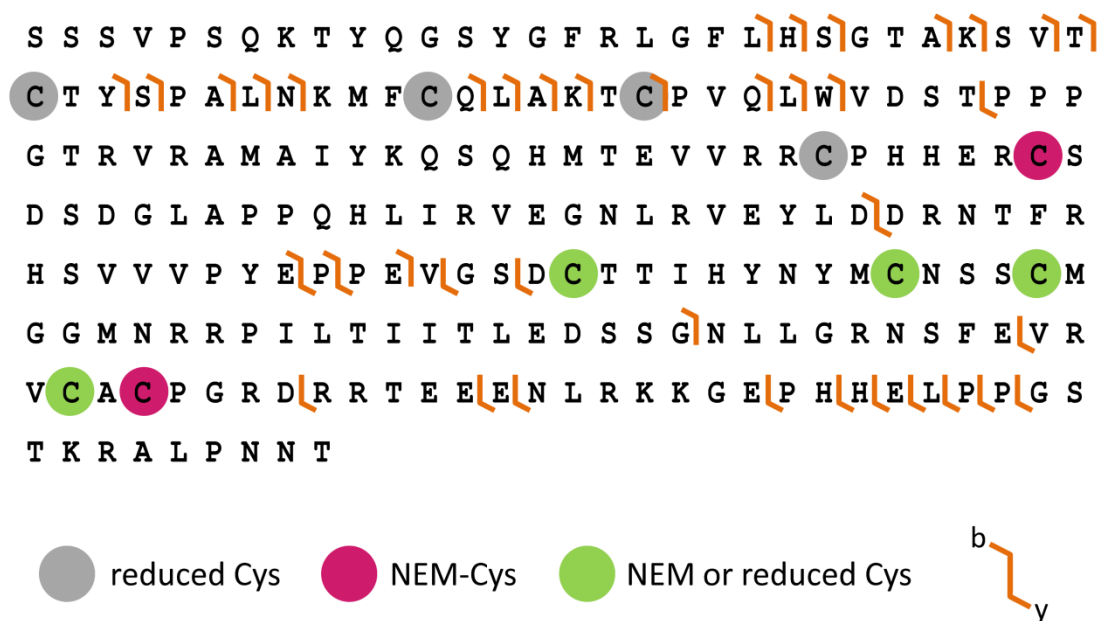 S S S V P S Q K T Y Q G S Y G F R L G F L H S G T A K S V T
C T Y S P A L N K M F C Q L A K T C P V Q L W V D S T P P P
G T R V R A M A I Y K Q S Q H M T E V V R R C P H H E R C S
D S D G L A P P Q H L I R V E G N L R V E Y L D D R N T F R
H S V V V P Y E P P E V G S D C T T I H Y N Y M C N S S C M
G G M N R R P I L T I I T L E D S S G N L L G R N S F E V R
V C A C P G R D R R T E E E N L R K K G E P H H E L P P G S
T K R A L P N N T
reduced Cys NEM-Cys NEM or reduced Cys b
y